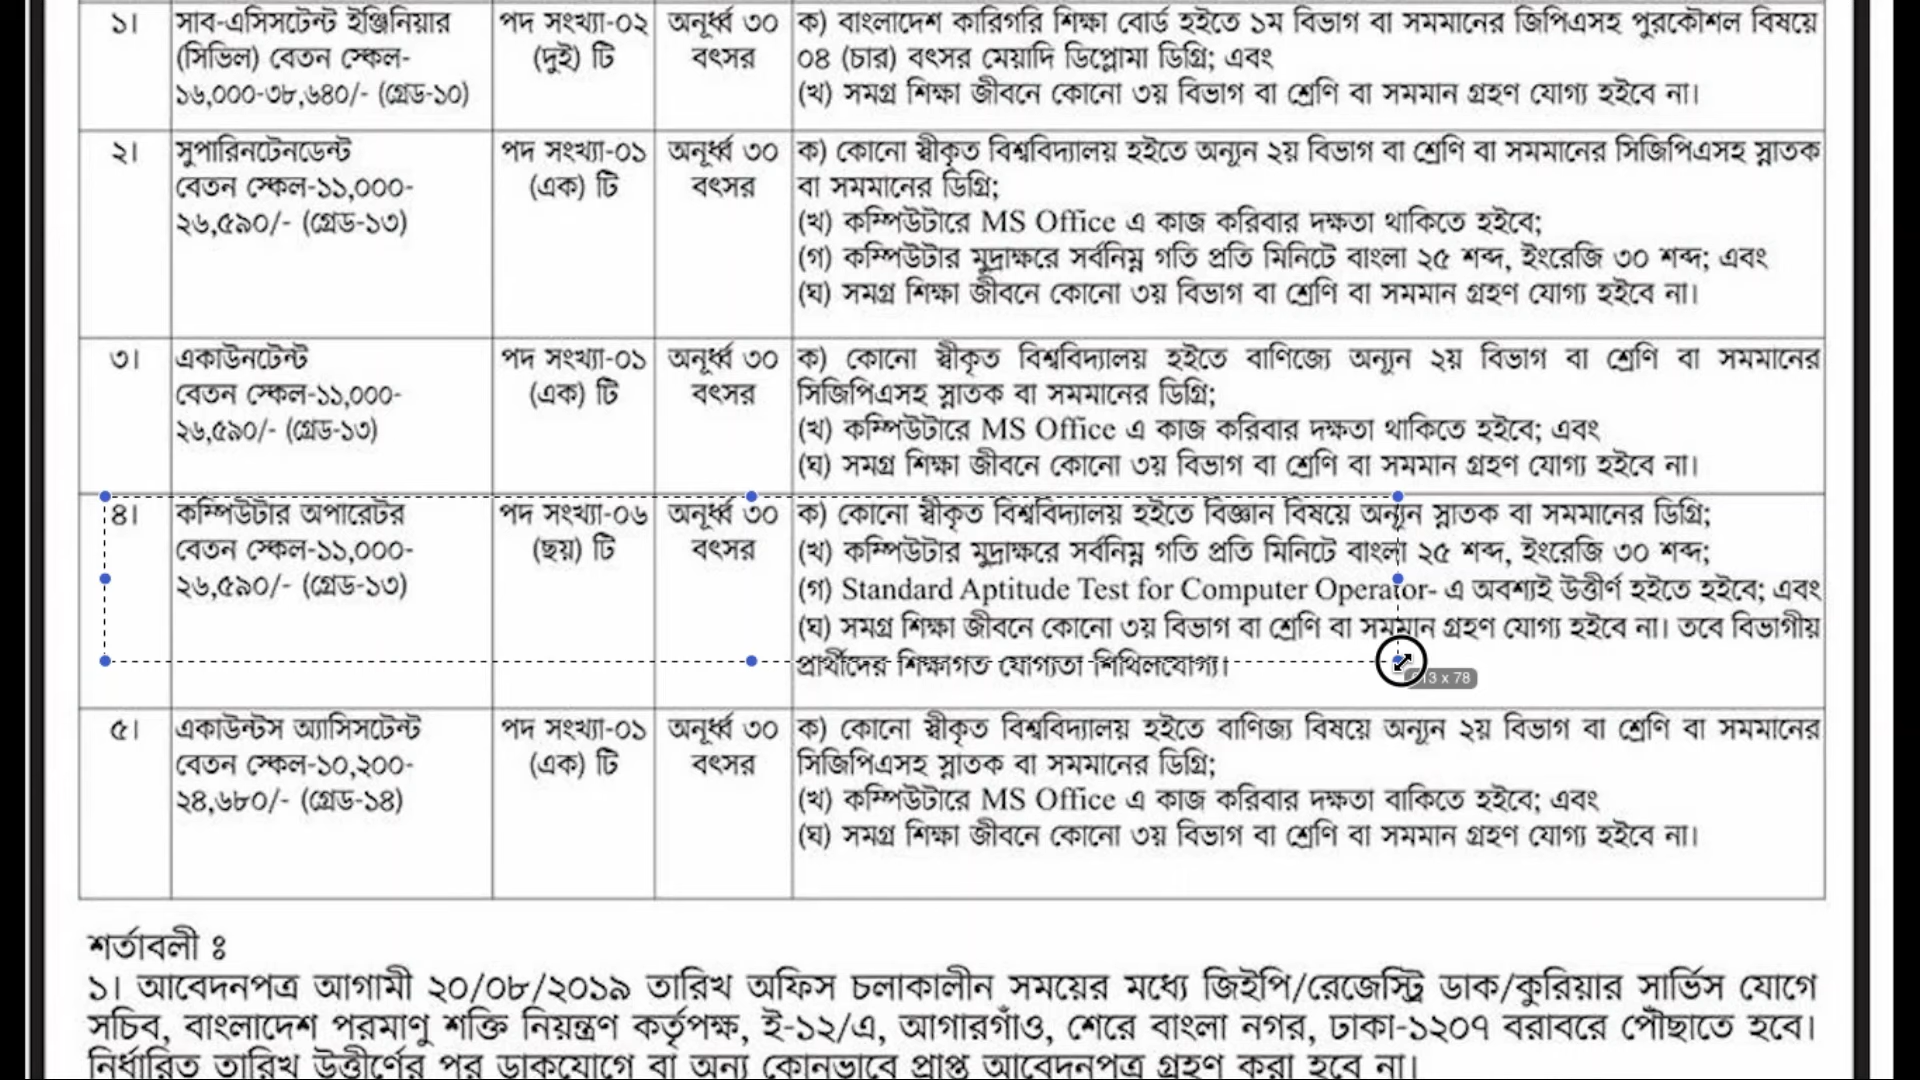 ১। সাব-এসিসটেন্ট ইঞ্জিনিয়ার
(সিভিল) বেতন স্কেল-
১৬,০০০-৩৮,৬৪০/- (গ্রেড-১০)
পদ সংখ্যা-০২
(দুই) টি
অনূর্ধ্ব ৩০
বৎসর
ক) বাংলাদেশ কারিগরি শিক্ষা বোর্ড হইতে ১ম বিভাগ বা সমমানের জিপিএসহ পুরকৌশল বিষয়ে
০৪ (চার) বৎসর মেয়াদি ডিপ্লোমা ডিগ্রি; এবং
(খ) সমগ্র শিক্ষা জীবনে কোনো ৩য় বিভাগ বা শ্রেণি বা সমমান গ্রহণ যোগ্য হইবে না।
২। সুপারিনটেনডেন্ট
বেতন স্কেল-১১,০০০-
২৬,৫৯০/- (গ্রেড-১৩)
পদ সংখ্যা-০১
(এক) টি
অনূর্ধ্ব ৩০
বৎসর
ক) কোনো স্বীকৃত বিশ্ববিদ্যালয় হইতে অন্যূন ২য় বিভাগ বা শ্রেণি বা সমমানের সিজিপিএসহ স্নাতক
বা সমমানের ডিগ্রি;
(খ) কম্পিউটারে MS Office এ কাজ করিবার দক্ষতা থাকিতে হইবে;
(গ) কম্পিউটার মুদ্রাক্ষরে সর্বনিম্ন গতি প্রতি মিনিটে বাংলা ২৫ শব্দ, ইংরেজি ৩০ শব্দ; এবং
(ঘ) সমগ্র শিক্ষা জীবনে কোনো ৩য় বিভাগ বা শ্রেণি বা সমমান গ্রহণ যোগ্য হইবে না।
৩। একাউনটেন্ট
বেতন স্কেল-১১,০০০-
২৬,৫৯০/- (গ্রেড-১৩)
পদ সংখ্যা-০১
(এক) টি
অনূর্ধ্ব ৩০
বৎসর
ক) কোনো স্বীকৃত বিশ্ববিদ্যালয় হইতে বাণিজ্যে অন্যূন ২য় বিভাগ বা শ্রেণি বা সমমানের
সিজিপিএসহ স্নাতক বা সমমানের ডিগ্রি;
(খ) কম্পিউটারে MS Office এ কাজ করিবার দক্ষতা থাকিতে হইবে; এবং
(ঘ) সমগ্র শিক্ষা জীবনে কোনো ৩য় বিভাগ বা শ্রেণি বা সমমান গ্রহণ যোগ্য হইবে না।
৪। কম্পিউটার অপারেটর
বেতন স্কেল-১১,০০০-
২৬,৫৯০/- (গ্রেড-১৩)
পদ সংখ্যা-০৬
(ছয়) টি
অনূর্ধ্ব ৩০
বৎসর
ক) কোনো স্বীকৃত বিশ্ববিদ্যালয় হইতে বিজ্ঞান বিষয়ে অন্যূন স্নাতক বা সমমানের ডিগ্রি;
(খ) কম্পিউটার মুদ্রাক্ষরে সর্বনিম্ন গতি প্রতি মিনিটে বাংলা ২৫ শব্দ, ইংরেজি ৩০ শব্দ;
(গ) Standard Aptitude Test for Computer Operator- এ অবশ্যই উত্তীর্ণ হইতে হইবে; এবং
(ঘ) সমগ্র শিক্ষা জীবনে কোনো ৩য় বিভাগ বা শ্রেণি বা সমমান গ্রহণ যোগ্য হইবে না। তবে বিভাগীয়
প্রার্থীদের শিক্ষাগত যোগ্যতা শিথিলযোগ্য।
৫। একাউন্টস অ্যাসিসটেন্ট
বেতন স্কেল-১০,২০০-
২৪,৬৮০/- (গ্রেড-১৪)
পদ সংখ্যা-০১
(এক) টি
অনূর্ধ্ব ৩০
বৎসর
ক) কোনো স্বীকৃত বিশ্ববিদ্যালয় হইতে বাণিজ্য বিষয়ে অন্যূন ২য় বিভাগ বা শ্রেণি বা সমমানের
সিজিপিএসহ স্নাতক বা সমমানের ডিগ্রি;
(খ) কম্পিউটারে MS Office এ কাজ করিবার দক্ষতা বাকিতে হইবে; এবং
(ঘ) সমগ্র শিক্ষা জীবনে কোনো ৩য় বিভাগ বা শ্রেণি বা সমমান গ্রহণ যোগ্য হইবে না।
শর্তাবলী ঃ
১। আবেদনপত্র আগামী ২০/০৮/২০১৯ তারিখ অফিস চলাকালীন সময়ের মধ্যে জিইপি/রেজেস্ট্রি ডাক/কুরিয়ার সার্ভিস যোগে
সচিব, বাংলাদেশ পরমাণু শক্তি নিয়ন্ত্রণ কর্তৃপক্ষ, ই-১২/এ, আগারগাঁও, শেরে বাংলা নগর, ঢাকা-১২০৭ বরাবরে পৌঁছাতে হবে।
নির্ধারিত তারিখ উত্তীর্ণের পর ডাকযোগে বা অন্য কোনভাবে প্রাপ্ত আবেদনপত্র গ্রহণ করা হবে না।